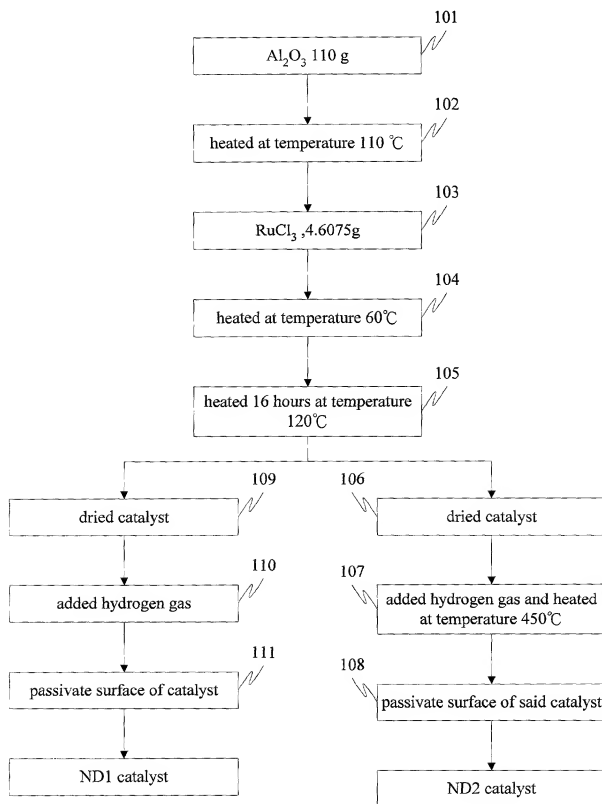 101
Al₂O₃ 110 g
102
heated at temperature 110 ℃
103
RuCl₃ ,4.6075g
104
heated at temperature 60℃
105
heated 16 hours at temperature
120℃
109
dried catalyst
110
added hydrogen gas
111
passivate surface of catalyst
ND1 catalyst
106
dried catalyst
107
added hydrogen gas and heated
at temperature 450℃
108
passivate surface of said catalyst
ND2 catalyst